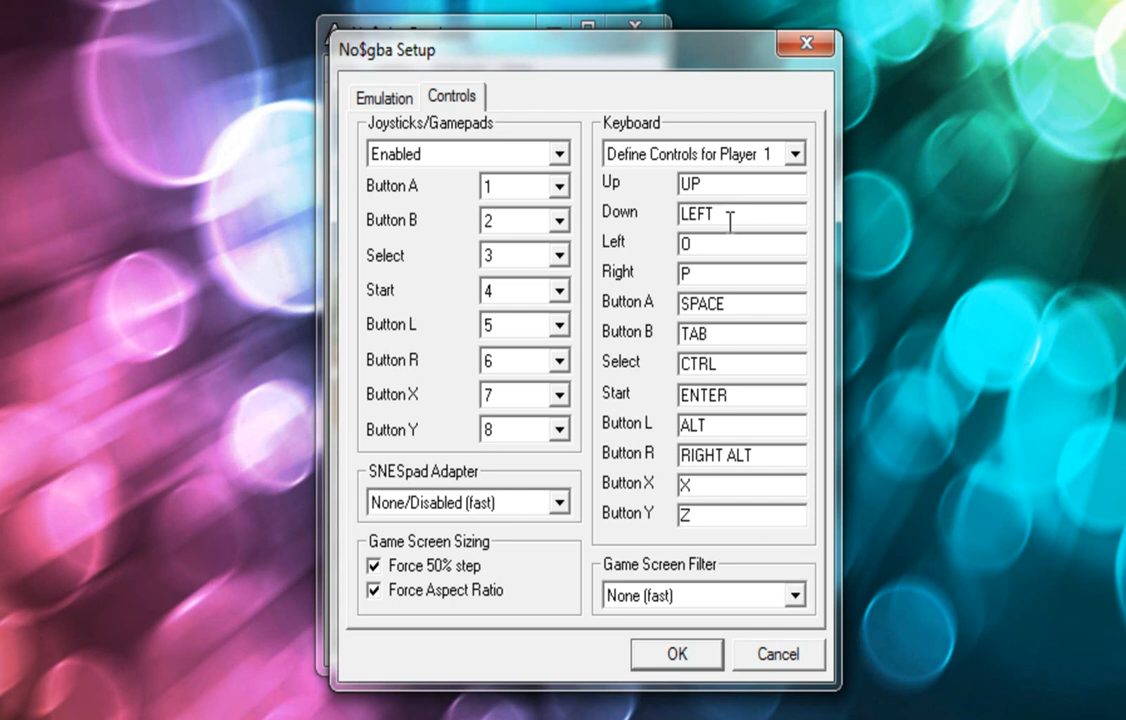 No$gba Setup
Emulation
Controls
Joysticks/Gamepads
Enabled
Button A 1
Button B 2
Select 3
Start 4
Button L 5
Button R 6
Button X 7
Button Y 8
SNESpad Adapter
None/Disabled (fast)
Game Screen Sizing
Force 50% step
Force Aspect Ratio
Keyboard
Define Controls for Player 1
Up UP
Down LEFT
Left O
Right P
Button A SPACE
Button B TAB
Select CTRL
Start ENTER
Button L ALT
Button R RIGHT ALT
Button X X
Button Y Z
Game Screen Filter
None (fast)
OK
Cancel